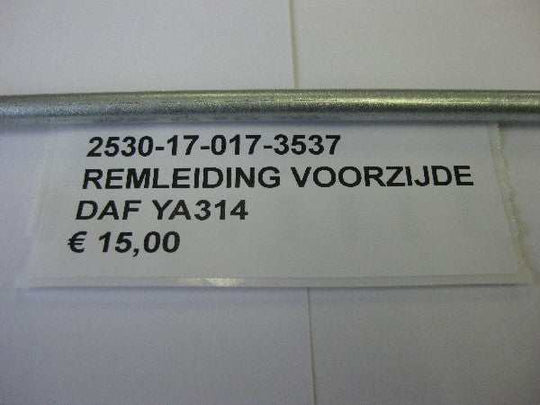 2530-17-017-3537
REMLEIDING VOORZIJDE
DAF YA314
€ 15,00